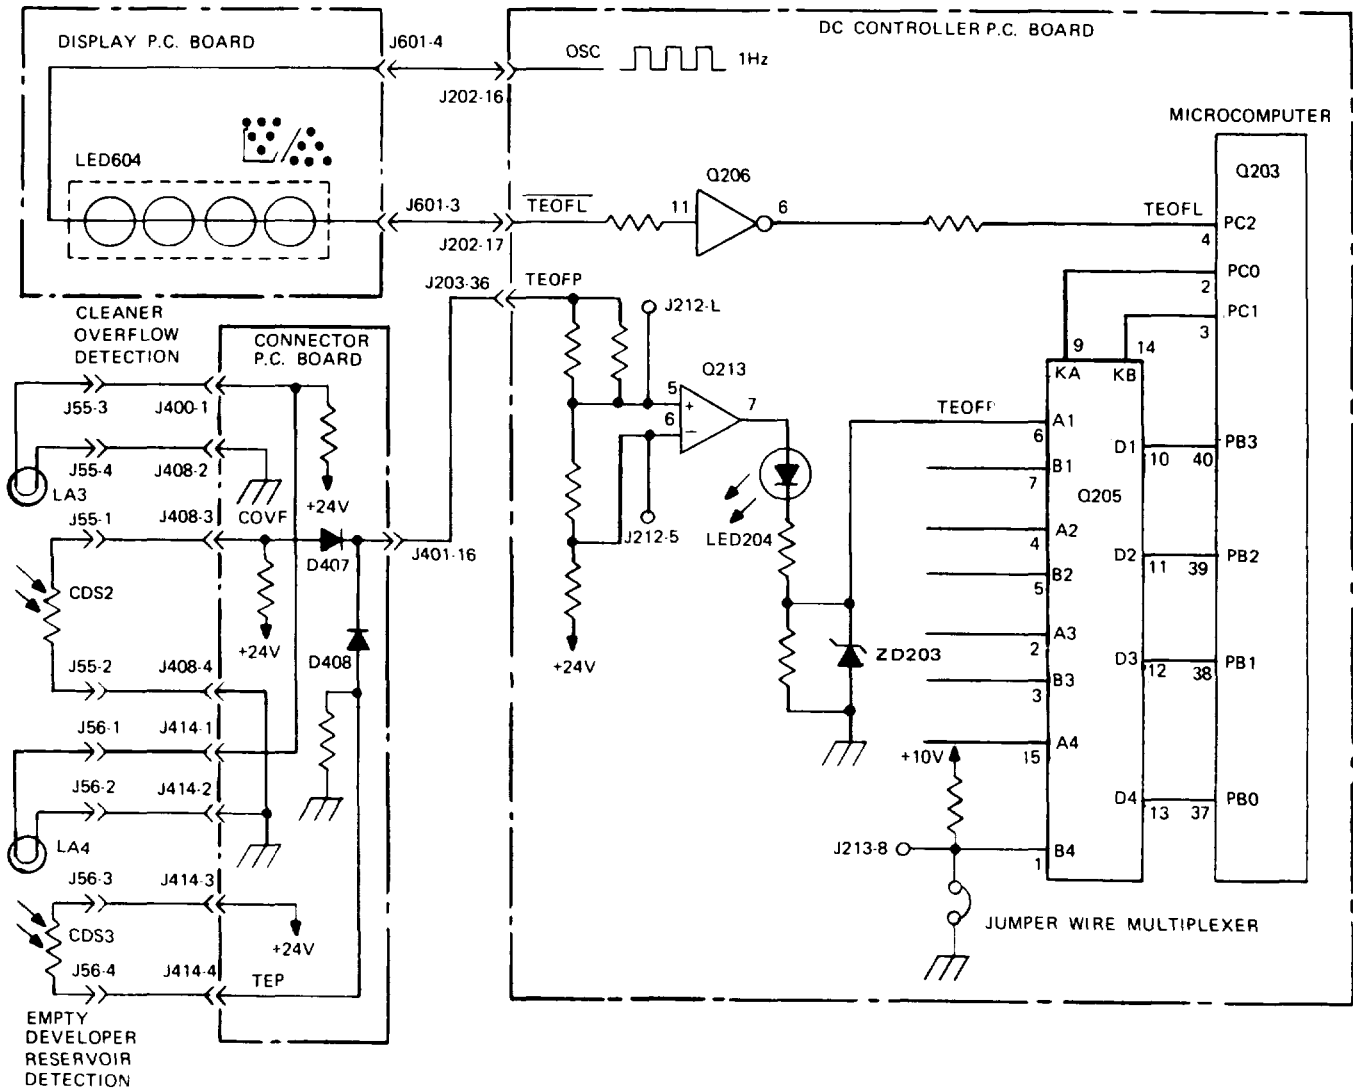 DISPLAY P.C. BOARD
J601-4
J202-16
OSC
1Hz
DC CONTROLLER P.C. BOARD
MICROCOMPUTER
LED604
J601-3
J202-17
TEOFL
Q206
11
6
TEOFL
Q203
PC2
4
PC0
2
PC1
3
J203-36
TEOFP
J212-L
CLEANER
OVERFLOW
DETECTION
CONNECTOR
P.C. BOARD
Q213
5
+
6
−
7
J212-5
9
14
KA
KB
TEOFP
A1
6
B1
7
D1
10
40
PB3
Q205
A2
4
D2
11
39
PB2
B2
5
A3
2
D3
12
38
PB1
B3
3
+10V
A4
15
D4
13
37
PB0
J213-8
B4
1
JUMPER WIRE MULTIPLEXER
J55-3
J400-1
J55-4
J408-2
LA3
+24V
J55-1
J408-3
COVF
D407
J401-16
LED204
CDS2
+24V
D408
+24V
ZD203
J55-2
J408-4
J56-1
J414-1
J56-2
J414-2
LA4
J56-3
J414-3
CDS3
+24V
J56-4
J414-4
TEP
EMPTY
DEVELOPER
RESERVOIR
DETECTION